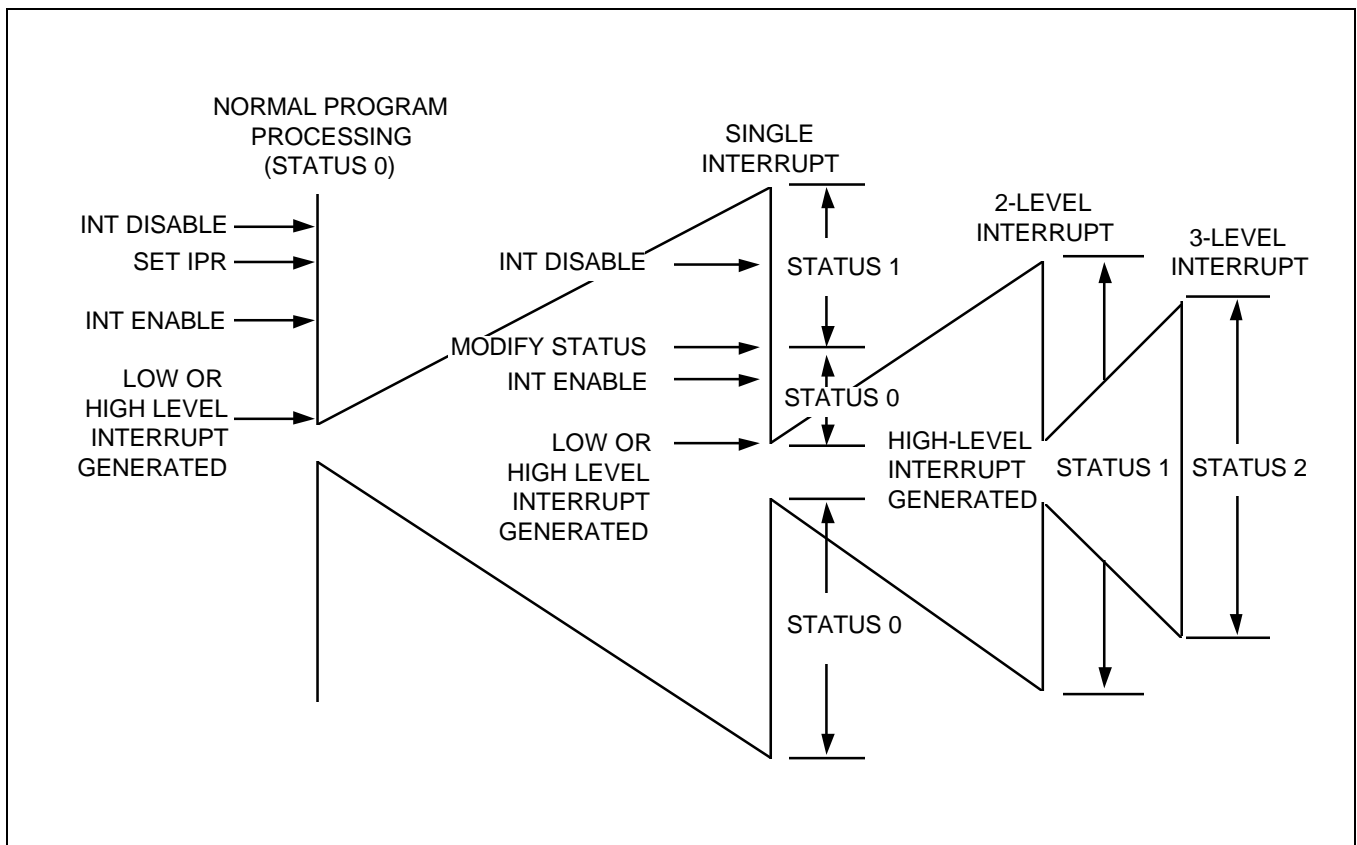 NORMAL PROGRAM
PROCESSING
(STATUS 0)
INT DISABLE
SET IPR
INT ENABLE
LOW OR
HIGH LEVEL
INTERRUPT
GENERATED
SINGLE
INTERRUPT
INT DISABLE
STATUS 1
MODIFY STATUS
INT ENABLE
STATUS 0
LOW OR
HIGH LEVEL
INTERRUPT
GENERATED
STATUS 0
2-LEVEL
INTERRUPT
HIGH-LEVEL
INTERRUPT
GENERATED
STATUS 1
3-LEVEL
INTERRUPT
STATUS 2